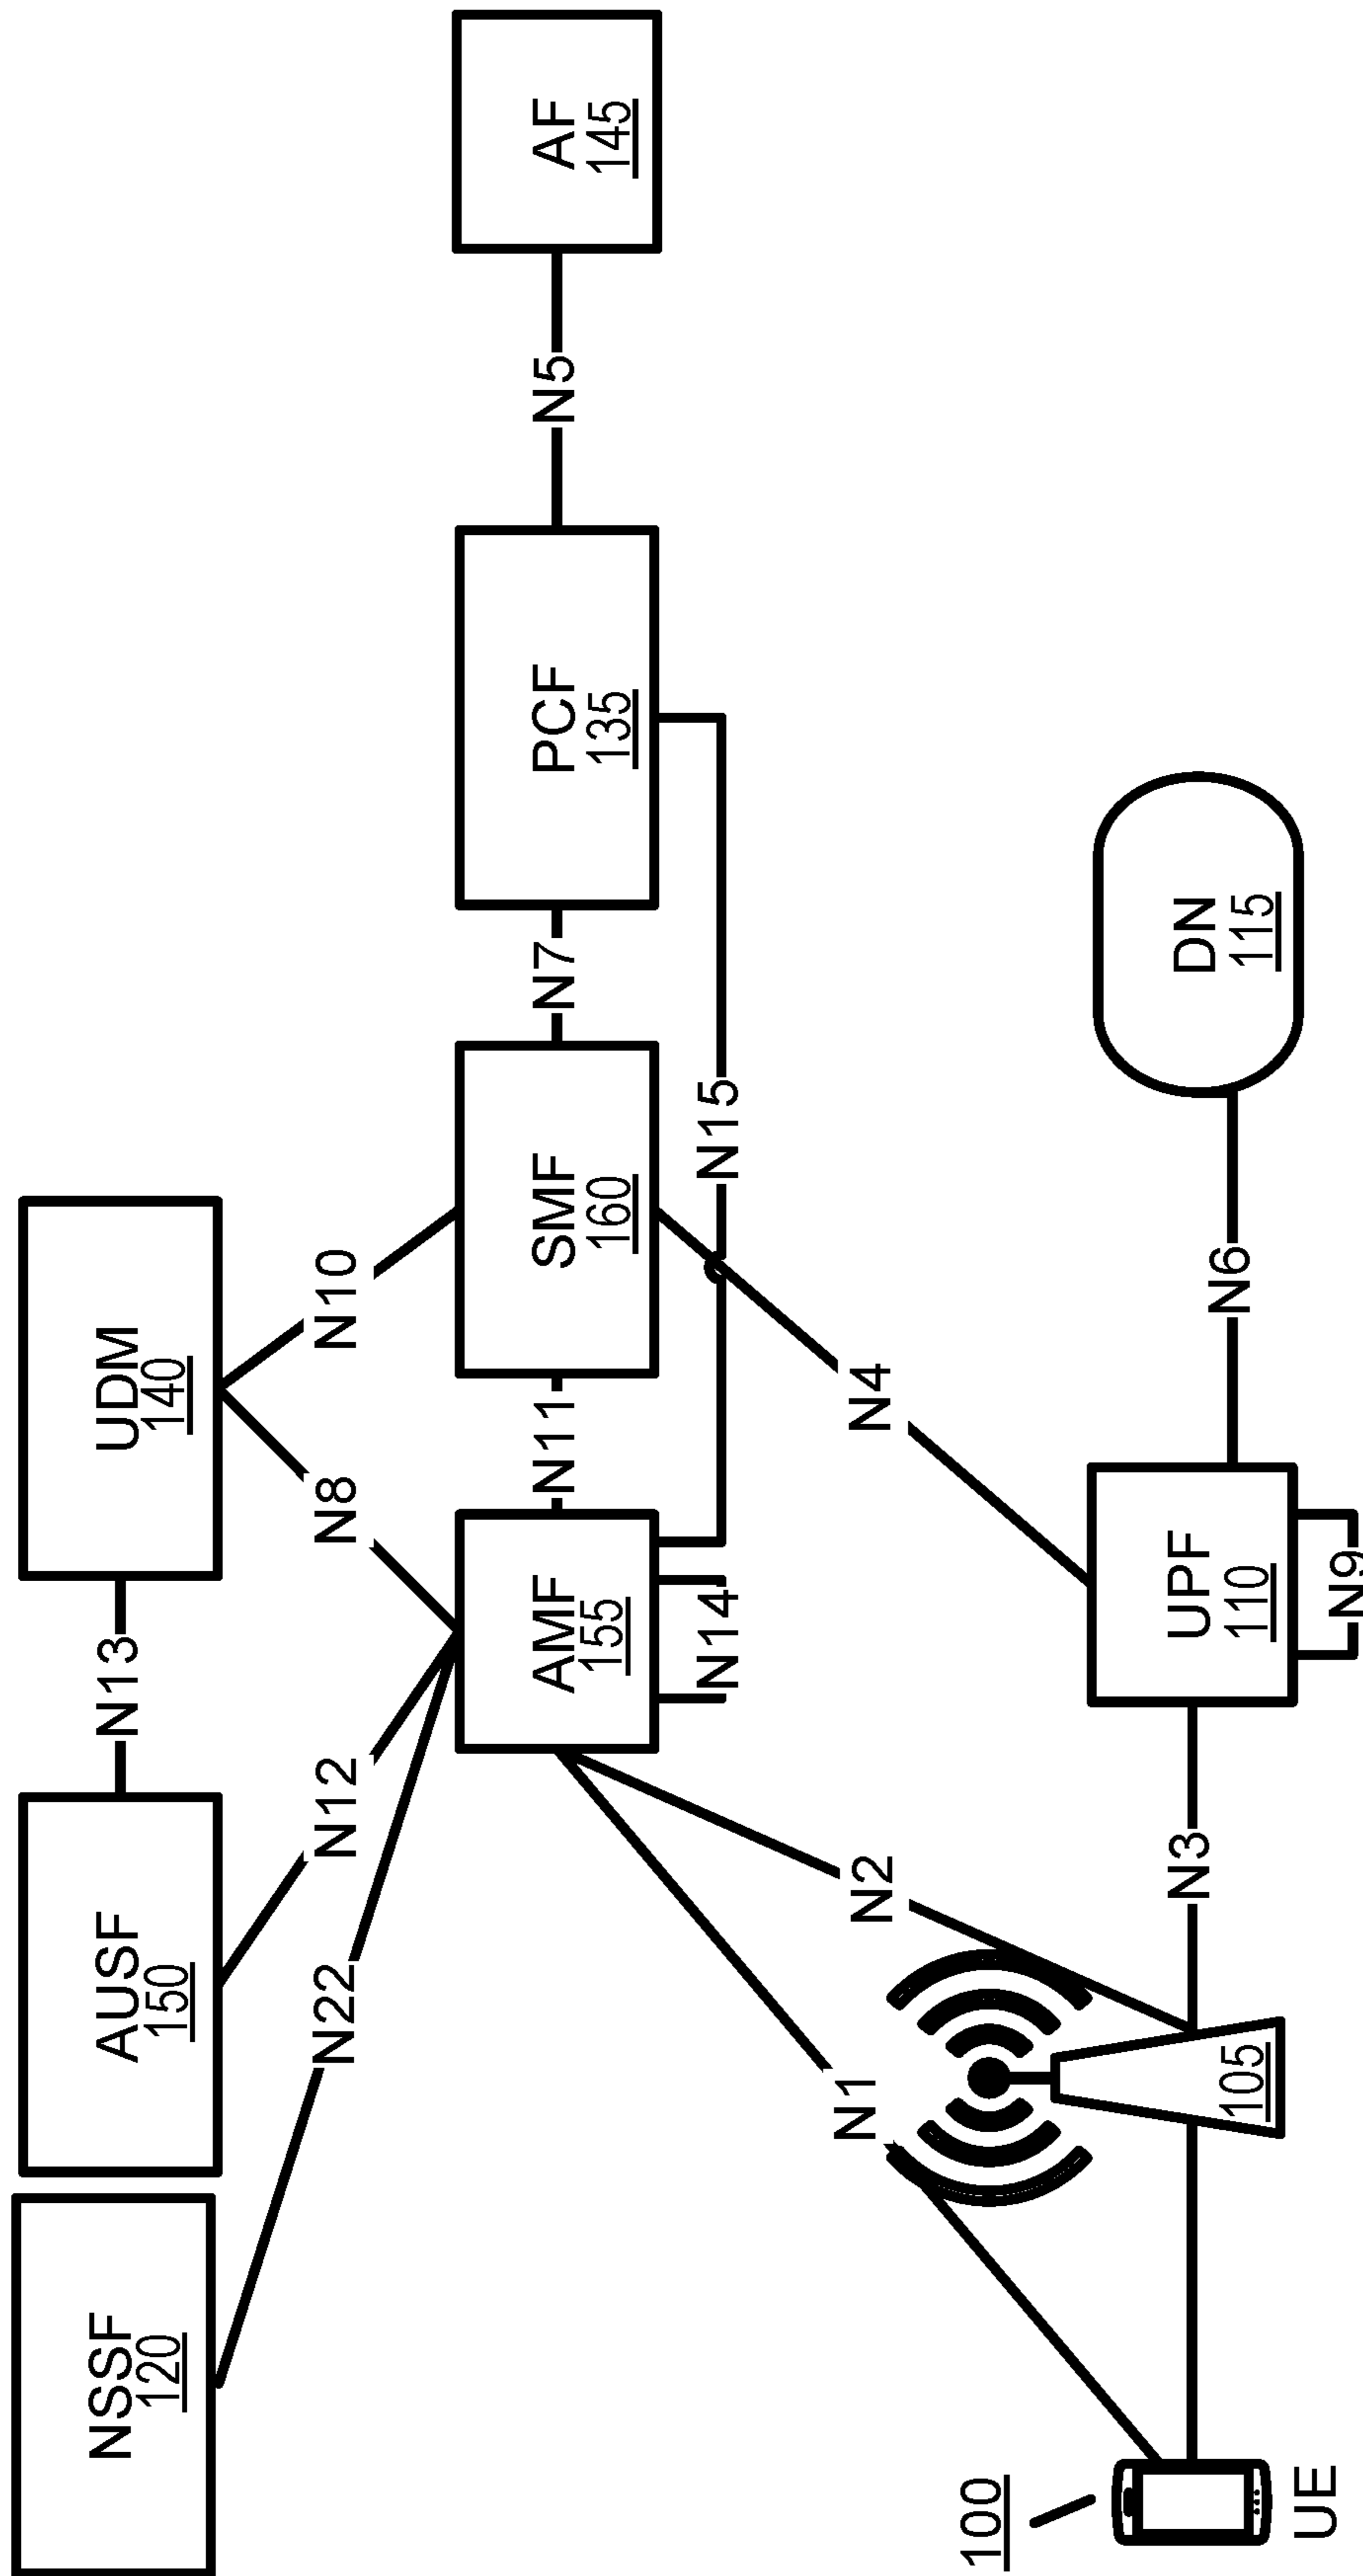 NSSF
120
AUSF
150
N13
UDM
140
N22
N12
N8
N10
AMF
155
N11
SMF
160
N7
PCF
135
N5
AF
145
N14
N15
N1
N2
N4
100
UE
105
N3
UPF
110
N9
N6
DN
115